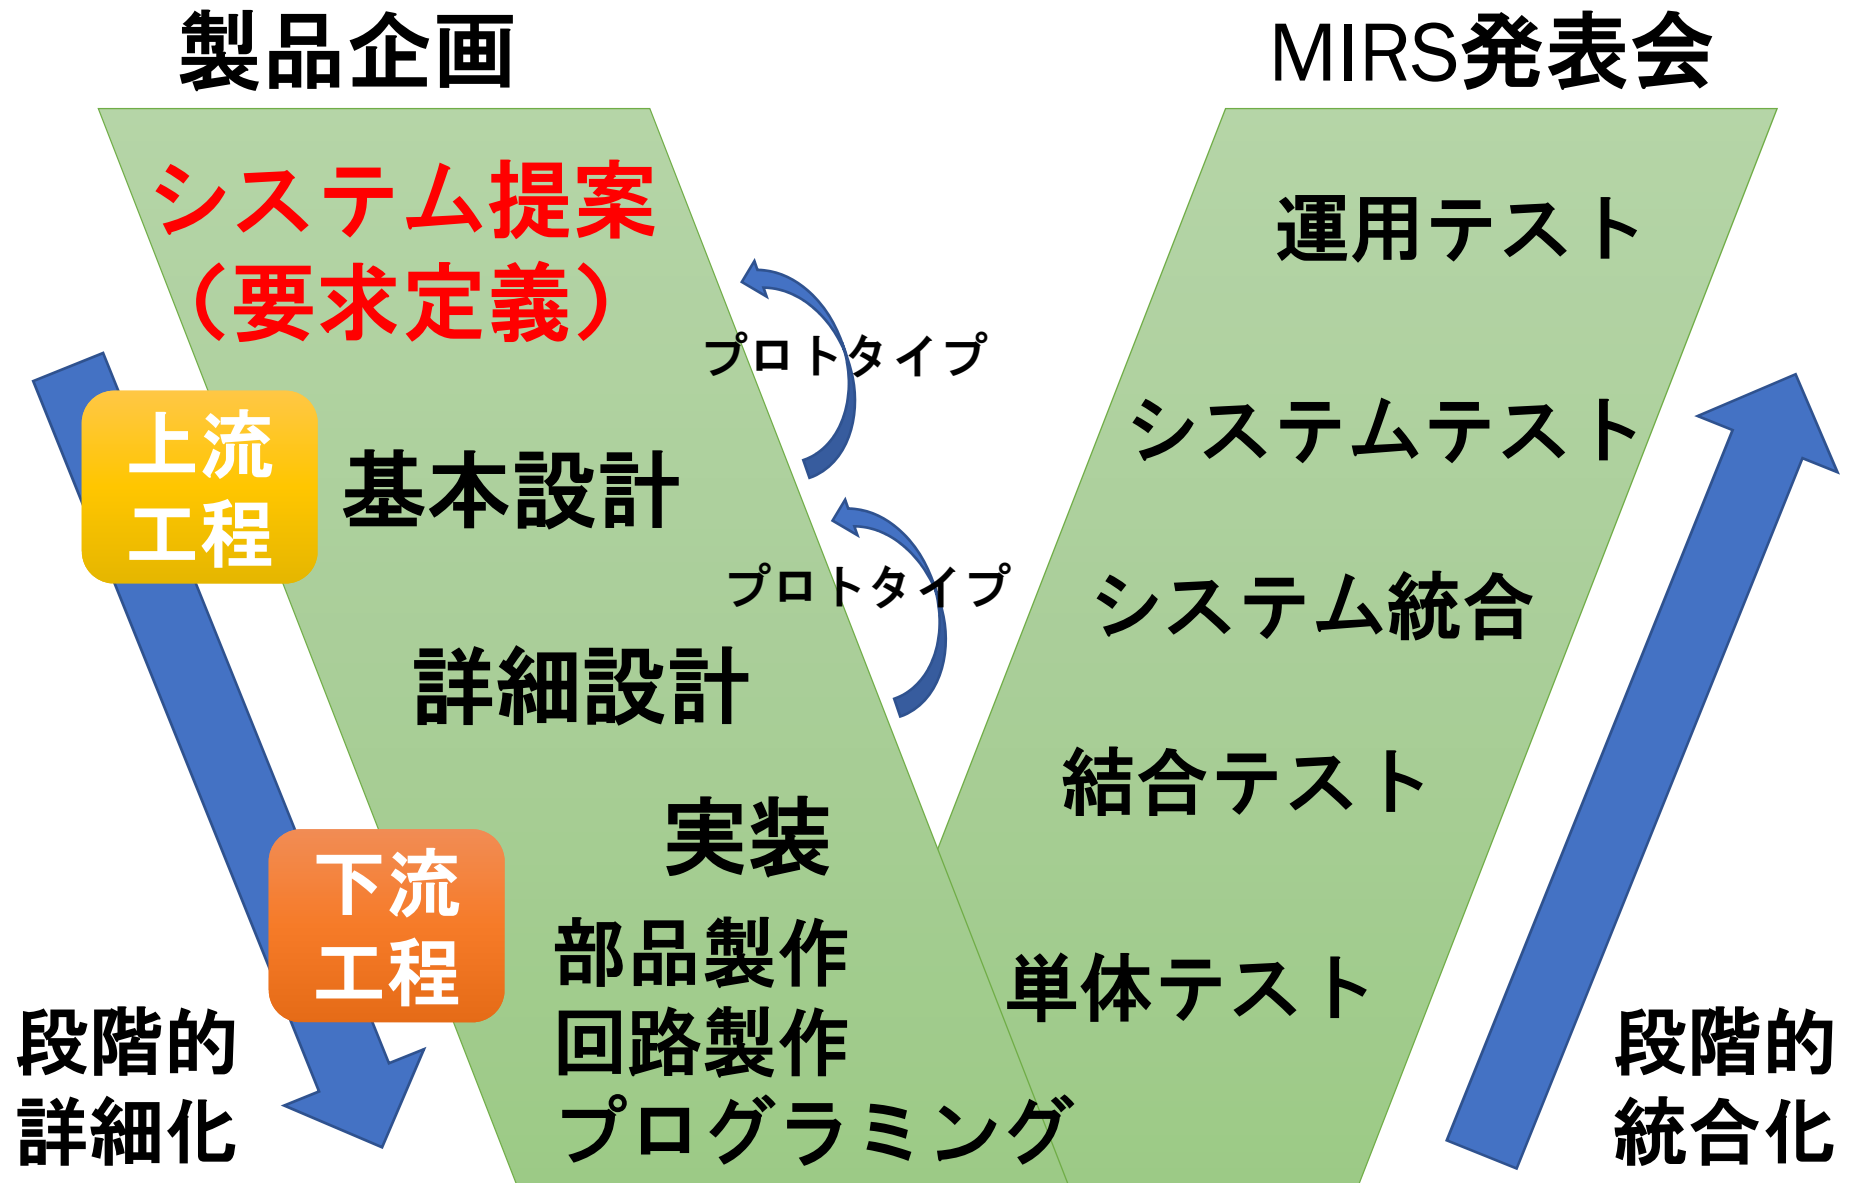 製品企画
システム提案
（要求定義）
上流
工程
基本設計
プロトタイプ
プロトタイプ
詳細設計
実装
下流
工程
部品製作
回路製作
プログラミング
段階的
詳細化
MIRS発表会
運用テスト
システムテスト
システム統合
結合テスト
単体テスト
段階的
統合化